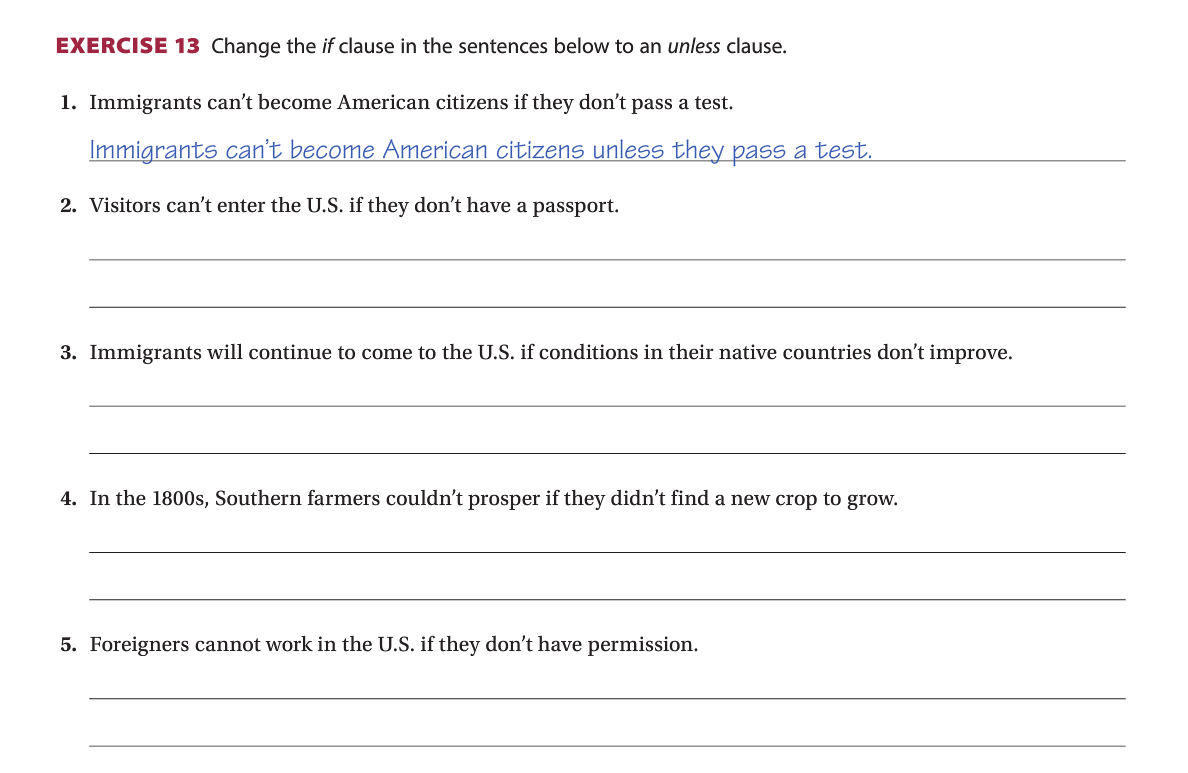 EXERCISE 13 Change the if clause in the sentences below to an unless clause.
1. Immigrants can’t become American citizens if they don’t pass a test.
Immigrants can’t become American citizens unless they pass a test.
2. Visitors can’t enter the U.S. if they don’t have a passport.
3. Immigrants will continue to come to the U.S. if conditions in their native countries don’t improve.
4. In the 1800s, Southern farmers couldn’t prosper if they didn’t find a new crop to grow.
5. Foreigners cannot work in the U.S. if they don’t have permission.